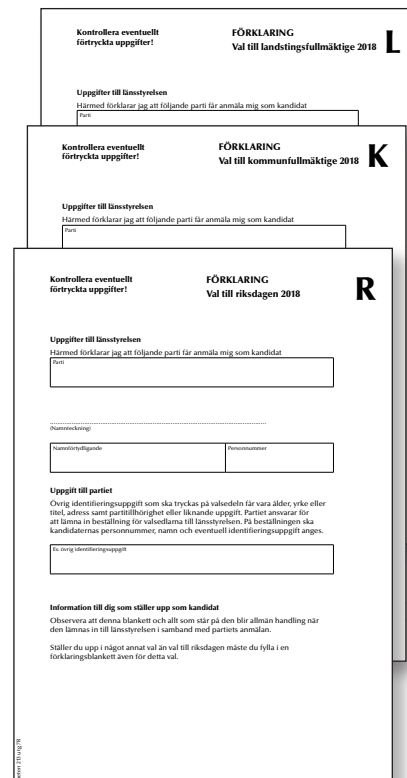 Kontrollera eventuellt
förtryckta uppgifter!
FÖRKLARING
Val till landstingsfullmäktige 2018
L
Uppgifter till länsstyrelsen
Härmed förklarar jag att följande parti får anmäla mig som kandidat
Parti
Kontrollera eventuellt
förtryckta uppgifter!
FÖRKLARING
Val till kommunfullmäktige 2018
K
Uppgifter till länsstyrelsen
Härmed förklarar jag att följande parti får anmäla mig som kandidat
Parti
Kontrollera eventuellt
förtryckta uppgifter!
FÖRKLARING
Val till riksdagen 2018
R
Uppgifter till länsstyrelsen
Härmed förklarar jag att följande parti får anmäla mig som kandidat
Parti
(Namnteckning)
Namnförtydligande
Personnummer
Uppgift till partiet
Övrig identifieringsuppgift som ska tryckas på valsedeln får vara ålder, yrke eller
titel, adress samt partitillhörighet eller liknande uppgift. Partiet ansvarar för
att lämna in beställning för valsedlarna till länsstyrelsen. På beställningen ska
kandidaternas personnummer, namn och eventuell identifieringsuppgift anges.
Ev. övrig identifieringsuppgift
Information till dig som ställer upp som kandidat
Observera att denna blankett och allt som står på den blir allmän handling när
den lämnas in till länsstyrelsen i samband med partiets anmälan.
Ställer du upp i något annat val än val till riksdagen måste du fylla i en
förklaringsblankett även för detta val.